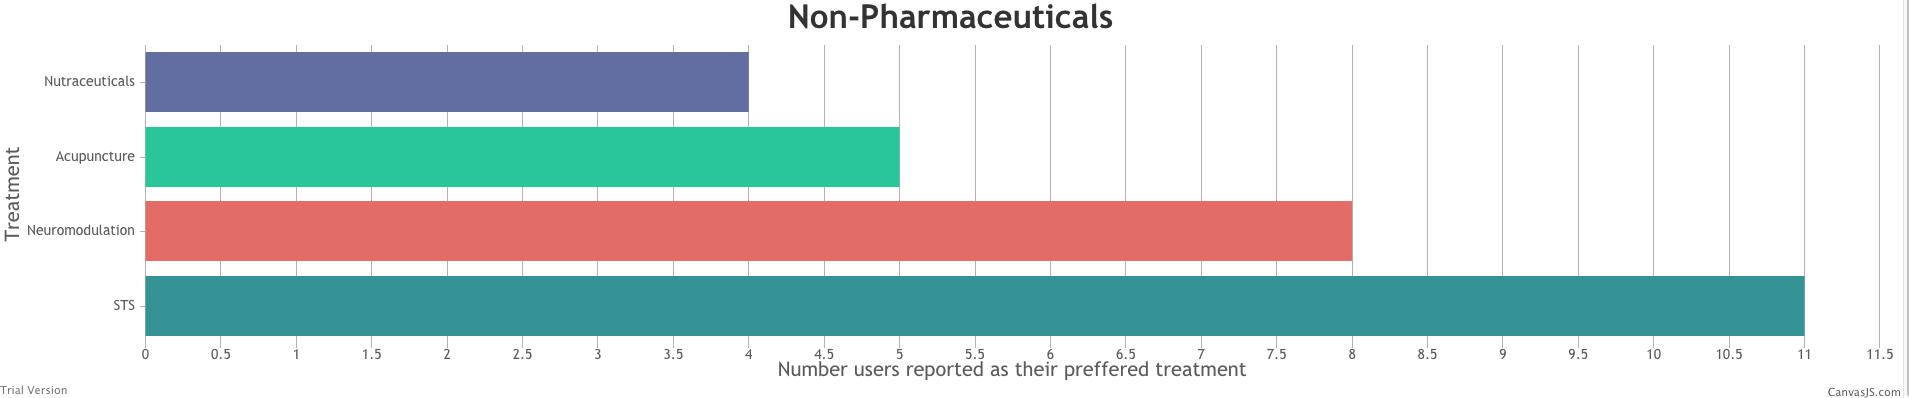 Non-Pharmaceuticals
Treatment
Nutraceuticals
Acupuncture
Neuromodulation
STS
0 0.5 1 1.5 2 2.5 3 3.5 4 4.5 5 5.5 6 6.5 7 7.5 8 8.5 9 9.5 10 10.5 11 11.5
Number users reported as their preffered treatment
Trial Version
CanvasJS.com